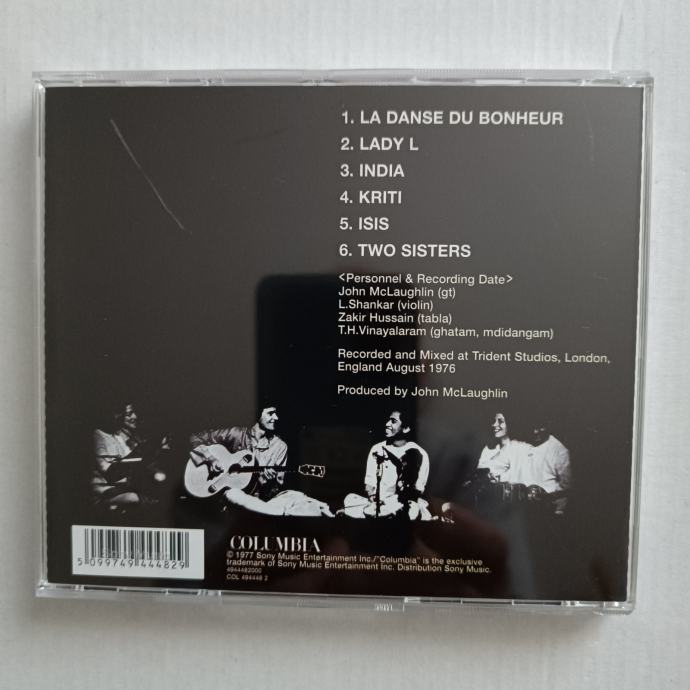 1. LA DANSE DU BONHEUR
2. LADY L
3. INDIA
4. KRITI
5. ISIS
6. TWO SISTERS
<Personnel & Recording Date>
John McLaughlin (gt)
L.Shankar (violin)
Zakir Hussain (tabla)
T.H.Vinayalaram (ghatam, mdidangam)
Recorded and Mixed at Trident Studios, London,
England August 1976
Produced by John McLaughlin
COLUMBIA
© 1977 Sony Music Entertainment Inc./"Columbia" is the exclusive
trademark of Sony Music Entertainment Inc. Distribution Sony Music.
4944482000
COL 494448 2
5 099749 444829